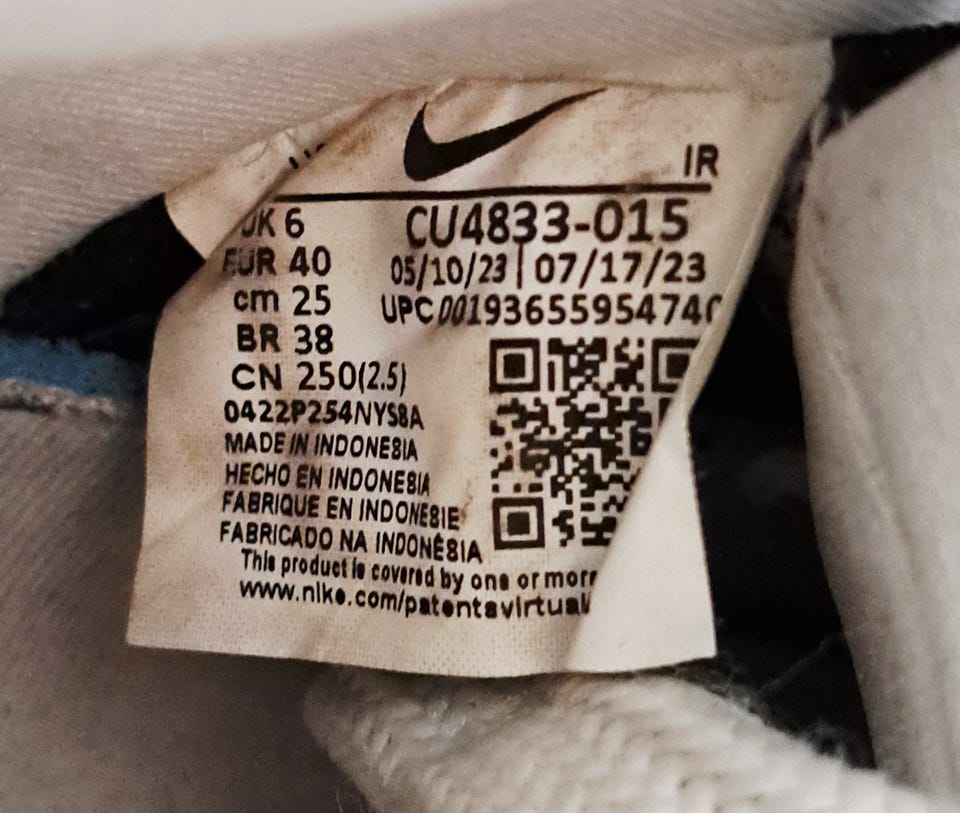 IR
UK 6
CU4833-015
EUR 40
05/10/23 | 07/17/23
cm 25
UPC 00193655954740
BR 38
CN 250(2.5)
0422P254NYS8A
MADE IN INDONESIA
HECHO EN INDONESIA
FABRIQUE EN INDONESIE
FABRICADO NA INDONÉSIA
This product is covered by one or more
www.nike.com/patentsvirtual